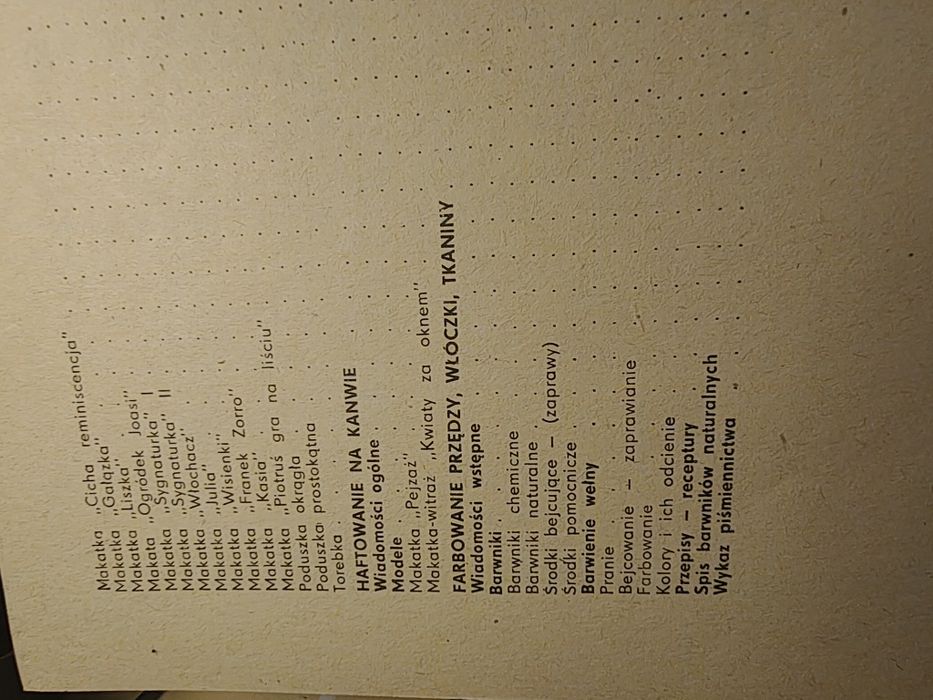 Makatka „Cicha reminiscencja"
Makatka „Gałązka"
Makatka „Liszka"
Makata „Ogródek Joasi"
Makatka „Sygnaturka" I
Makatka „Sygnaturka" II
Makatka „Włochacz"
Makatka „Julia"
Makatka „Wisienki"
Makatka „Franek Zorro"
Makatka „Kasia"
Makatka „Piotruś gra na liściu"
Poduszka okrągła
Poduszka prostokątna
Torebka
HAFTOWANIE NA KANWIE
Wiadomości ogólne
Modele
Makatka „Pejzaż"
Makatka-witraż „Kwiaty za oknem"
FARBOWANIE PRZĘDZY, WŁÓCZKI, TKANINY
Wiadomości wstępne
Barwniki
Barwniki chemiczne
Barwniki naturalne
Środki bejcujące — (zaprawy)
Środki pomocnicze
Barwienie wełny
Pranie
Bejcowanie — zaprawianie
Farbowanie
Kolory i ich odcienie
Przepisy — receptury
Spis barwników naturalnych
Wykaz piśmiennictwa